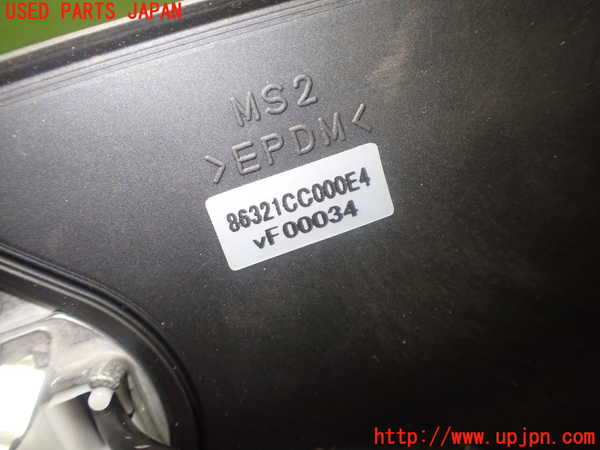 USED PARTS JAPAN
MS2
>EPDM<
86321CC000E4
vF00034
http://www.upjpn.com/